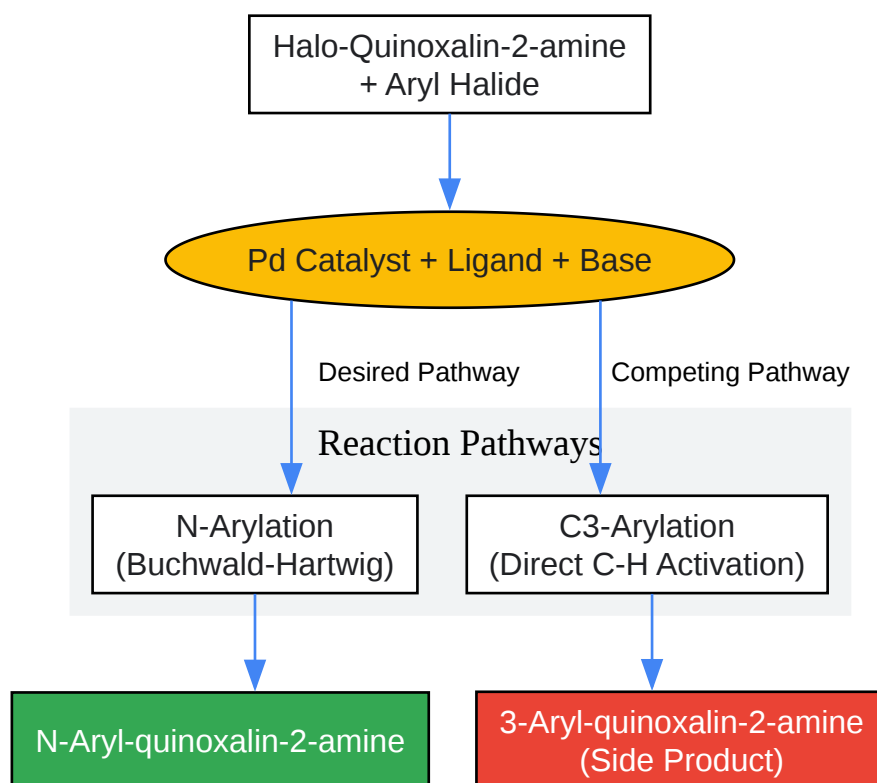 Halo-Quinoxalin-2-amine
+ Aryl Halide
Pd Catalyst + Ligand + Base
Desired Pathway
Competing Pathway
Reaction Pathways
N-Arylation
(Buchwald-Hartwig)
C3-Arylation
(Direct C-H Activation)
N-Aryl-quinoxalin-2-amine
3-Aryl-quinoxalin-2-amine
(Side Product)